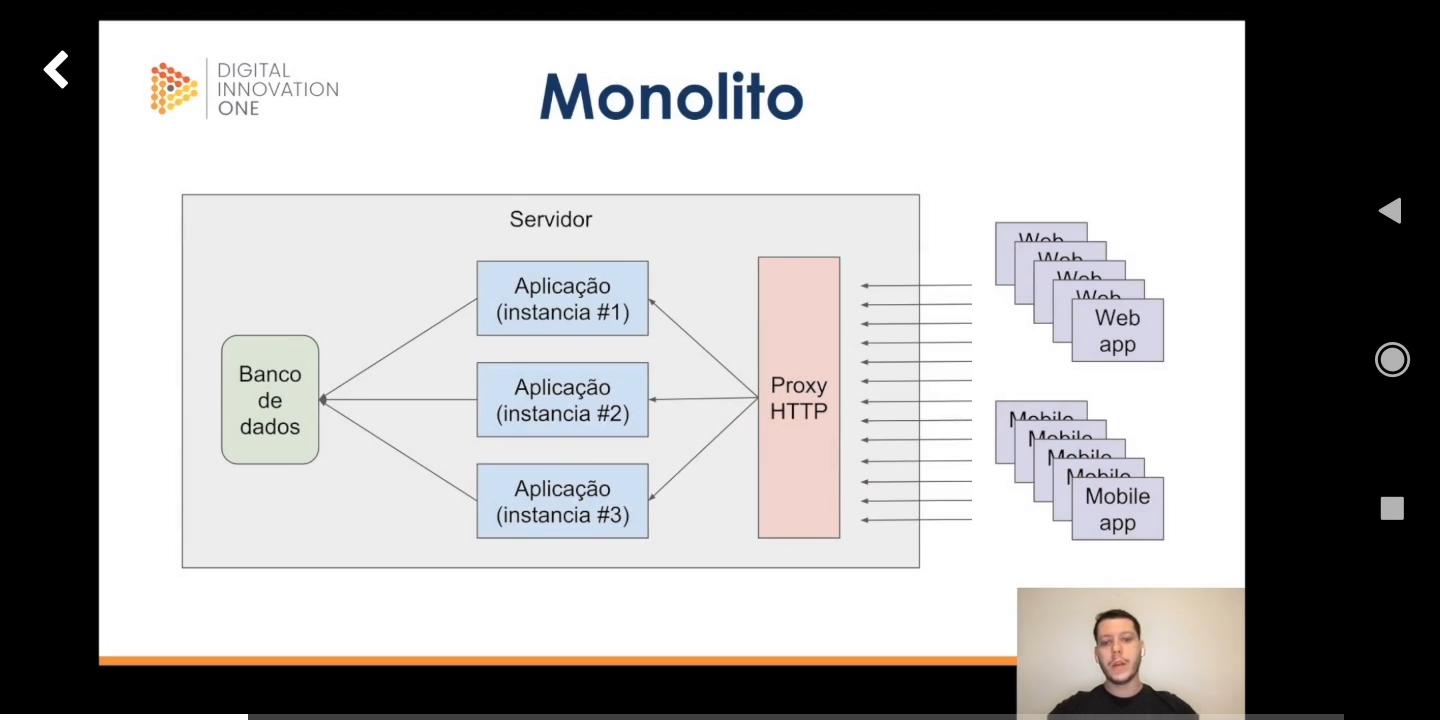 DIGITAL
INNOVATION
ONE
Monolito
Servidor
Banco
de
dados
Aplicação
(instancia #1)
Aplicação
(instancia #2)
Aplicação
(instancia #3)
Proxy
HTTP
Web
Web
Web
Web
Web
app
Mobile
Mobile
Mobile
Mobile
Mobile
app